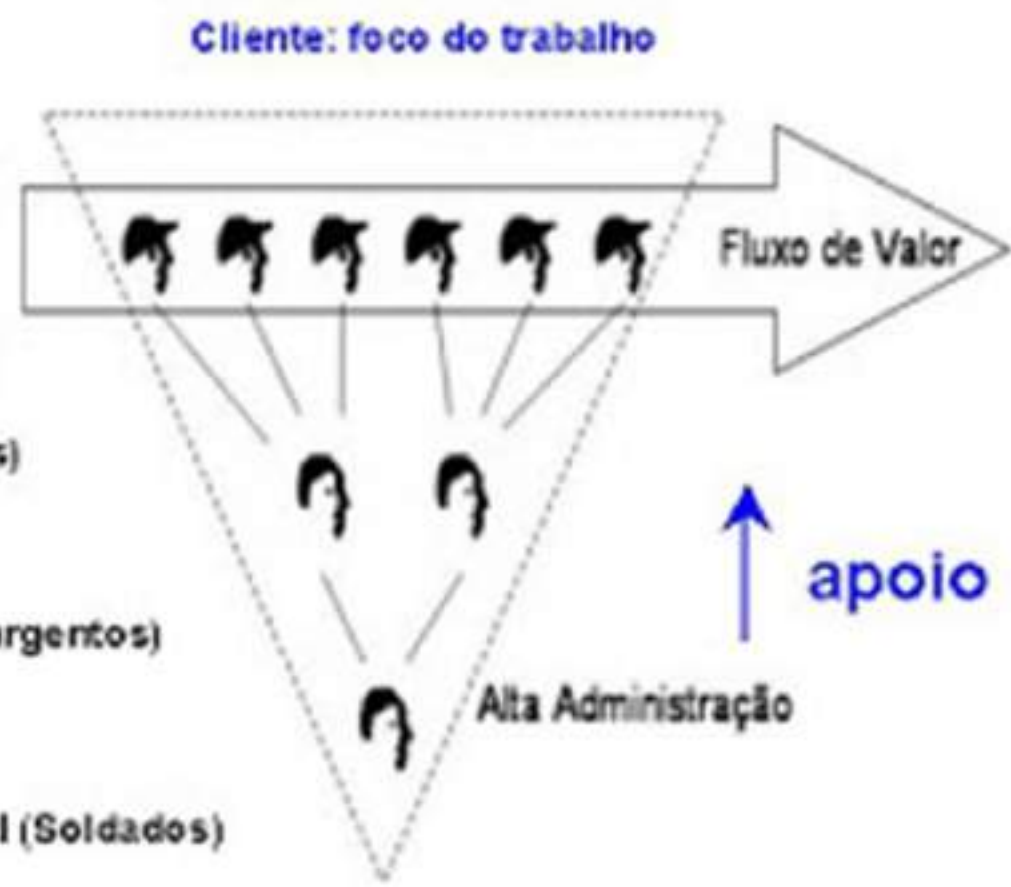 Cliente: foco do trabalho
Fluxo de Valor
apoio
Alta Administração
(Soldados)